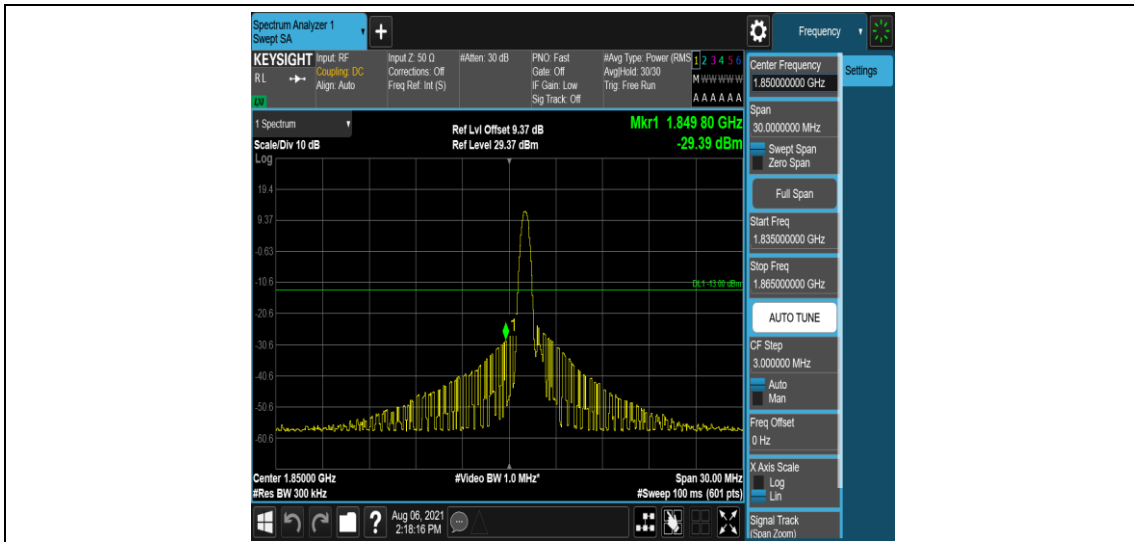 Spectrum Analyzer 1
Swept SA
Frequency
KEYSIGHT
RL
LM
Input: RF
Coupling: DC
Align: Auto
Input Z: 50 Ω
Corrections: Off
Freq Ref: Int (S)
#Atten: 30 dB
PNO: Fast
Gate: Off
IF Gain: Low
Sig Track: Off
#Avg Type: Power (RMS
Avg|Hold: 30/30
Trig: Free Run
1 2 3 4 5 6
M W W W W W
A A A A A A
1 Spectrum
Scale/Div 10 dB
Ref Lvl Offset 9.37 dB
Ref Level 29.37 dBm
Mkr1 1.849 80 GHz
-29.39 dBm
Log
19.4
9.37
-0.63
-10.6
-20.6
-30.6
-40.6
-50.6
-60.6
DL1 -13.00 dBm
Center 1.85000 GHz
#Res BW 300 kHz
#Video BW 1.0 MHz*
Span 30.00 MHz
#Sweep 100 ms (601 pts)
Center Frequency
1.850000000 GHz
Settings
Span
30.0000000 MHz
Swept Span
Zero Span
Full Span
Start Freq
1.835000000 GHz
Stop Freq
1.865000000 GHz
AUTO TUNE
CF Step
3.000000 MHz
Auto
Man
Freq Offset
0 Hz
X Axis Scale
Log
Lin
Signal Track
(Span Zoom)
?
Aug 06, 2021
2:18:16 PM